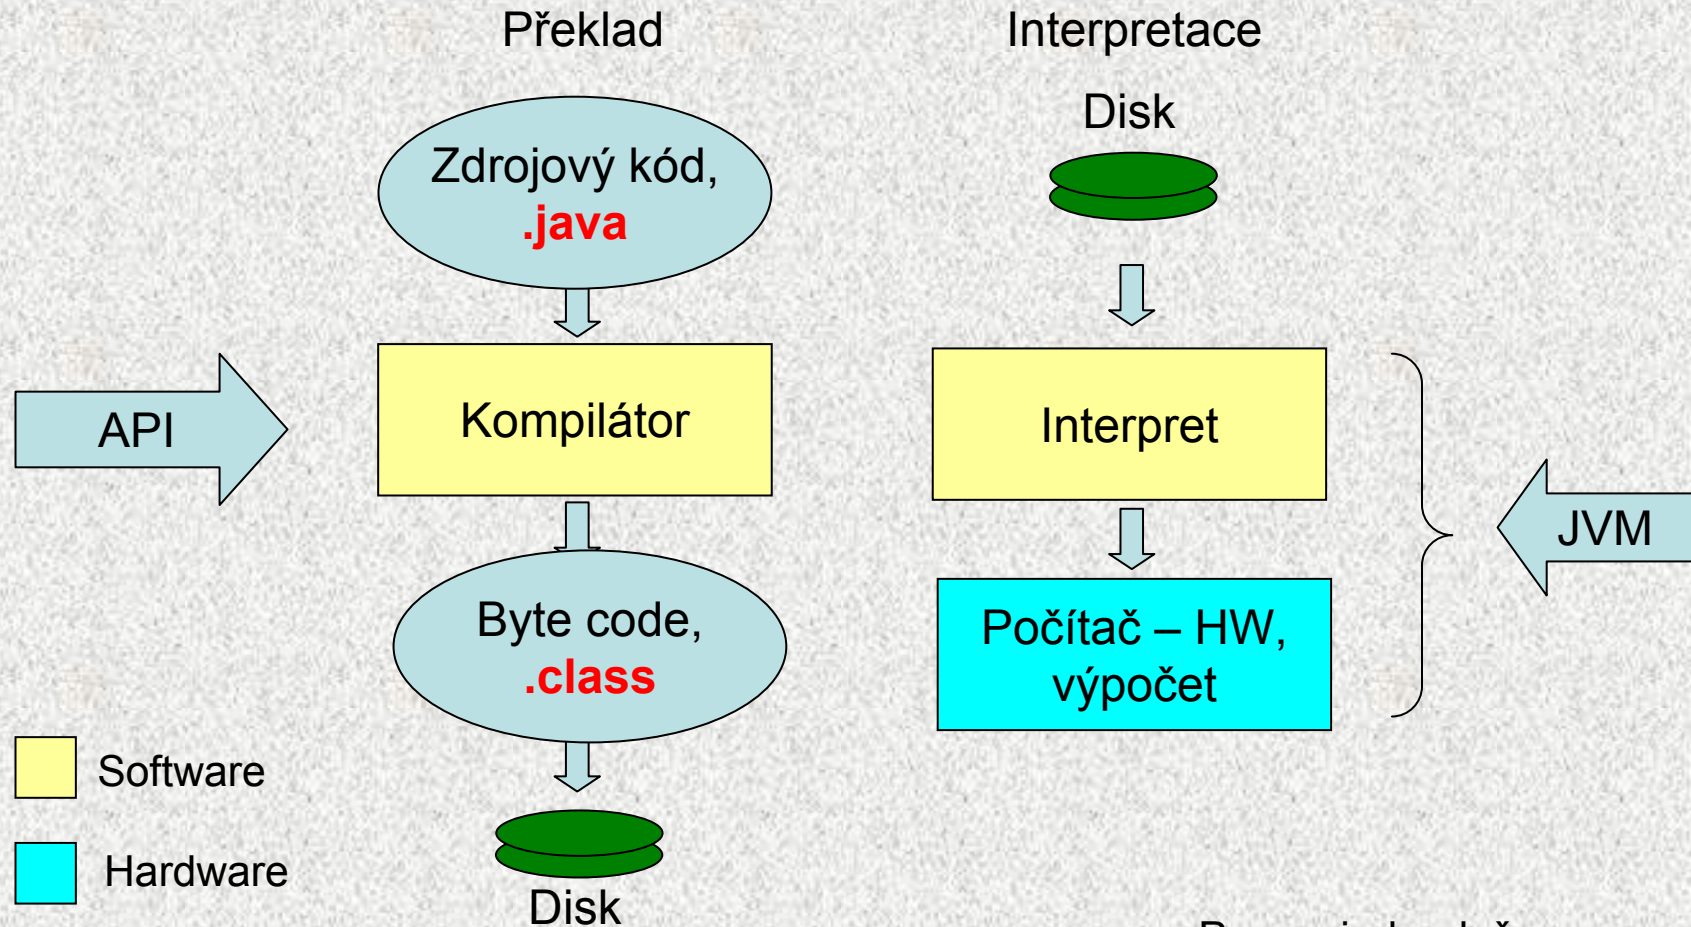 Překlad
Interpretace
Disk
Zdrojový kód,
.java
API
Kompilátor
Interpret
JVM
Byte code,
.class
Počítač – HW,
výpočet
Software
Hardware
Disk